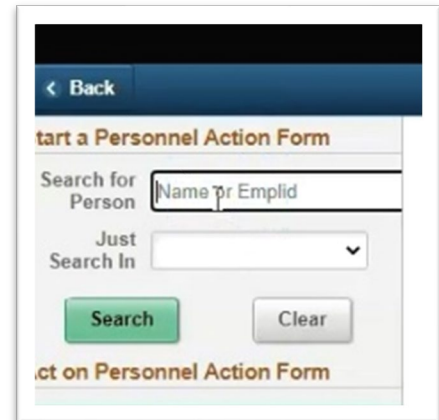 Back
tart a Personnel Action Form
Search for
Person
Name or Emplid
Just
Search In
Search
Clear
ct on Personnel Action Form